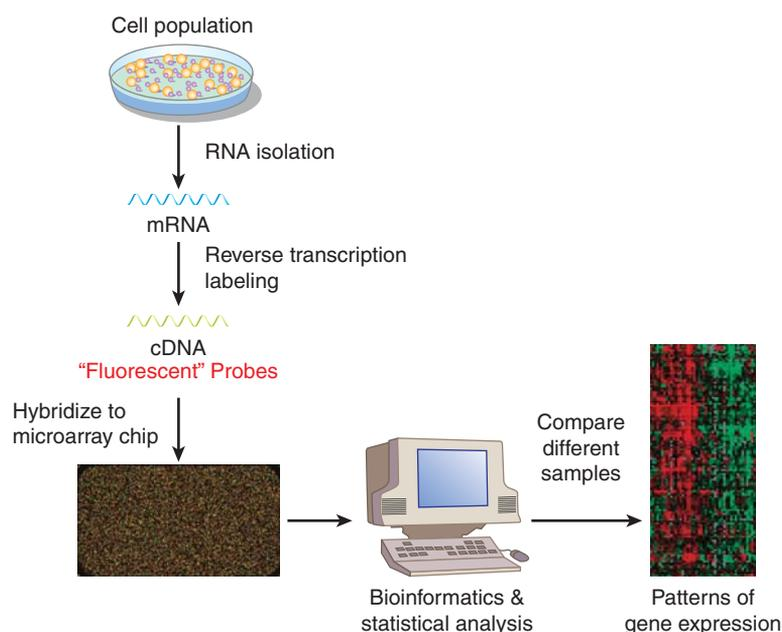 Cell population
RNA isolation
mRNA
Reverse transcription
labeling
cDNA
“Fluorescent” Probes
Hybridize to
microarray chip
Compare
different
samples
Bioinformatics &
statistical analysis
Patterns of
gene expression